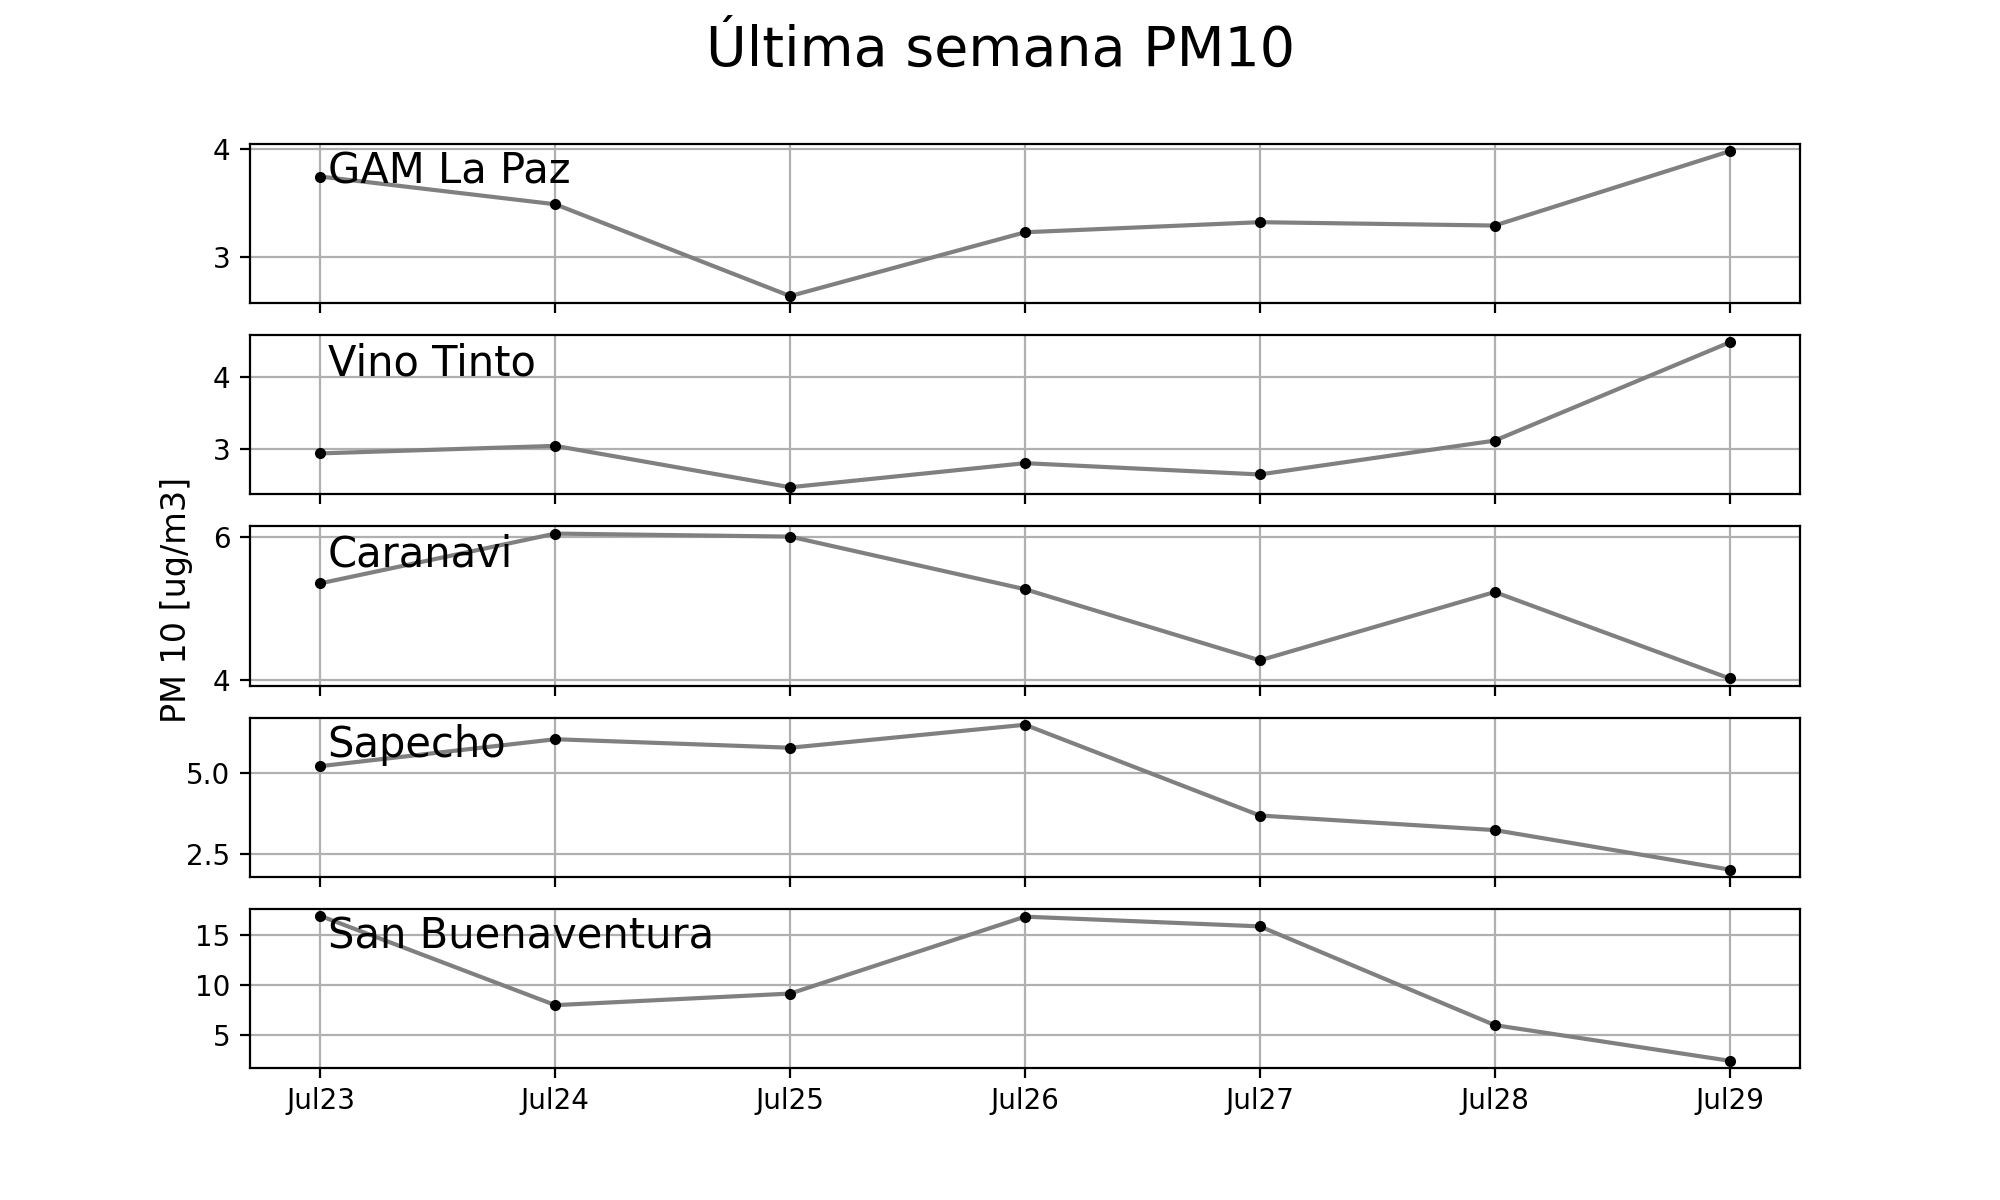 Última semana PM10
PM 10 [ug/m3]
GAM La Paz
4
3
Vino Tinto
4
3
Caranavi
6
4
Sapecho
5.0
2.5
San Buenaventura
15
10
5
Jul23 Jul24 Jul25 Jul26 Jul27 Jul28 Jul29